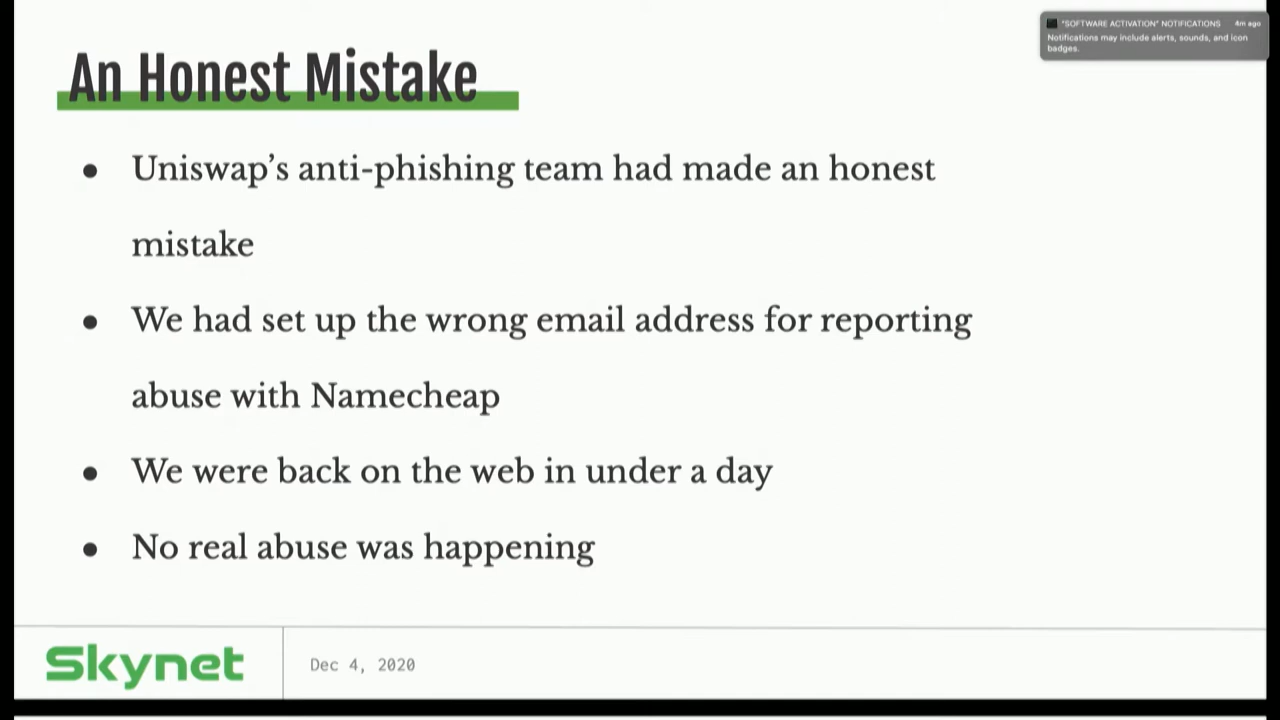 An Honest Mistake
"SOFTWARE ACTIVATION" NOTIFICATIONS 4m ago
Notifications may include alerts, sounds, and icon
badges.
● Uniswap’s anti-phishing team had made an honest
mistake
● We had set up the wrong email address for reporting
abuse with Namecheap
● We were back on the web in under a day
● No real abuse was happening
Skynet
Dec 4, 2020